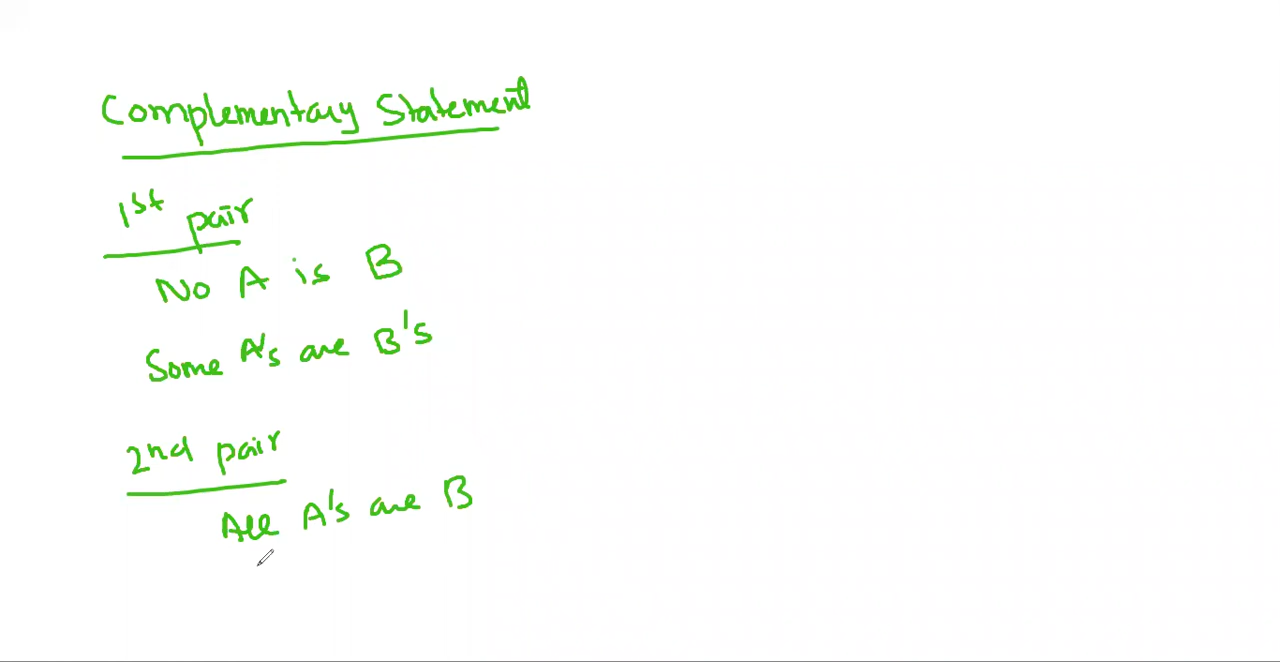 Complementary Statement
1st pair
No A is B
Some A's are B's
2nd pair
All A's are B